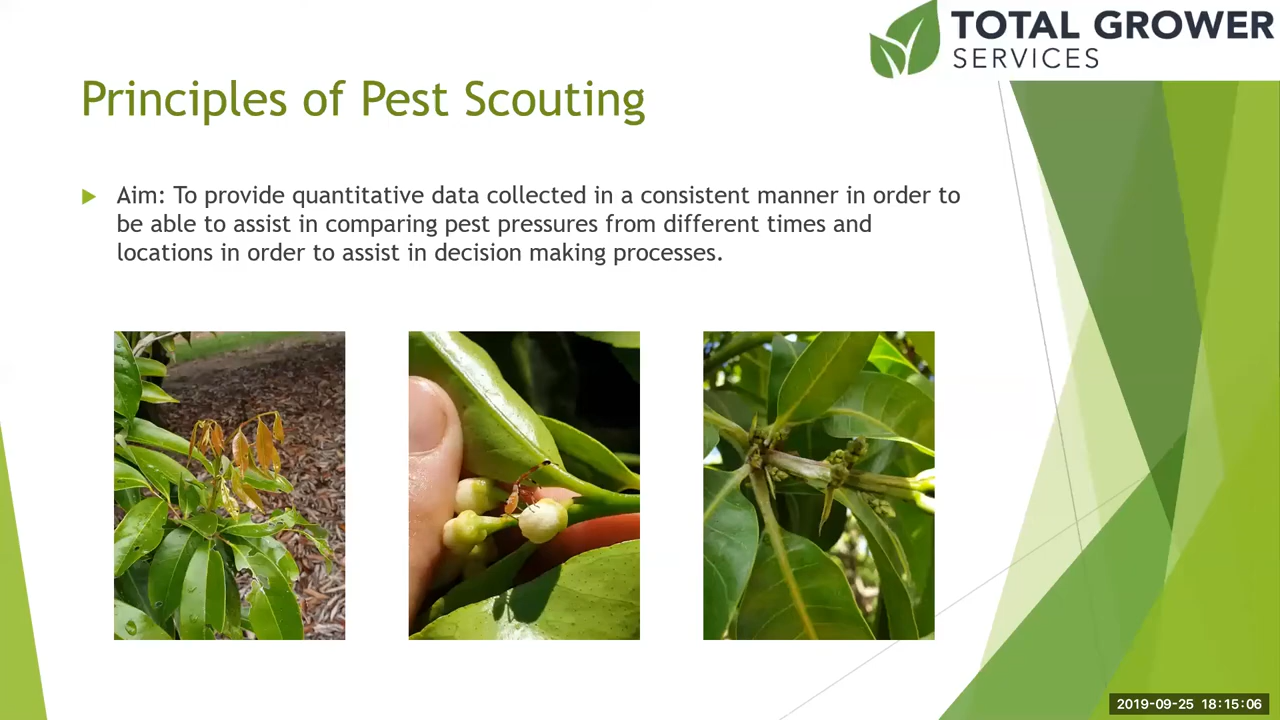 TOTAL GROWER
SERVICES
Principles of Pest Scouting
Aim: To provide quantitative data collected in a consistent manner in order to
be able to assist in comparing pest pressures from different times and
locations in order to assist in decision making processes.
2019-09-25 18:15:06